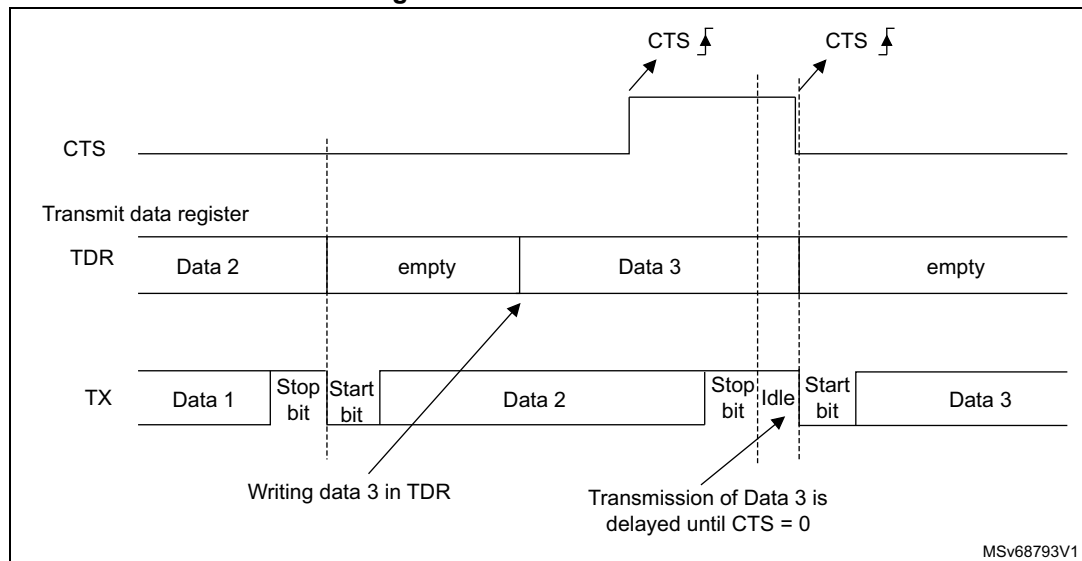 g
CTS CTS
CTS
Transmit data register
TDR Data 2 empty Data 3 empty
TX Data 1 Stop bit Start bit Data 2 Stop bit Idle Start bit Data 3
Writing data 3 in TDR
Transmission of Data 3 is
delayed until CTS = 0
MSv68793V1